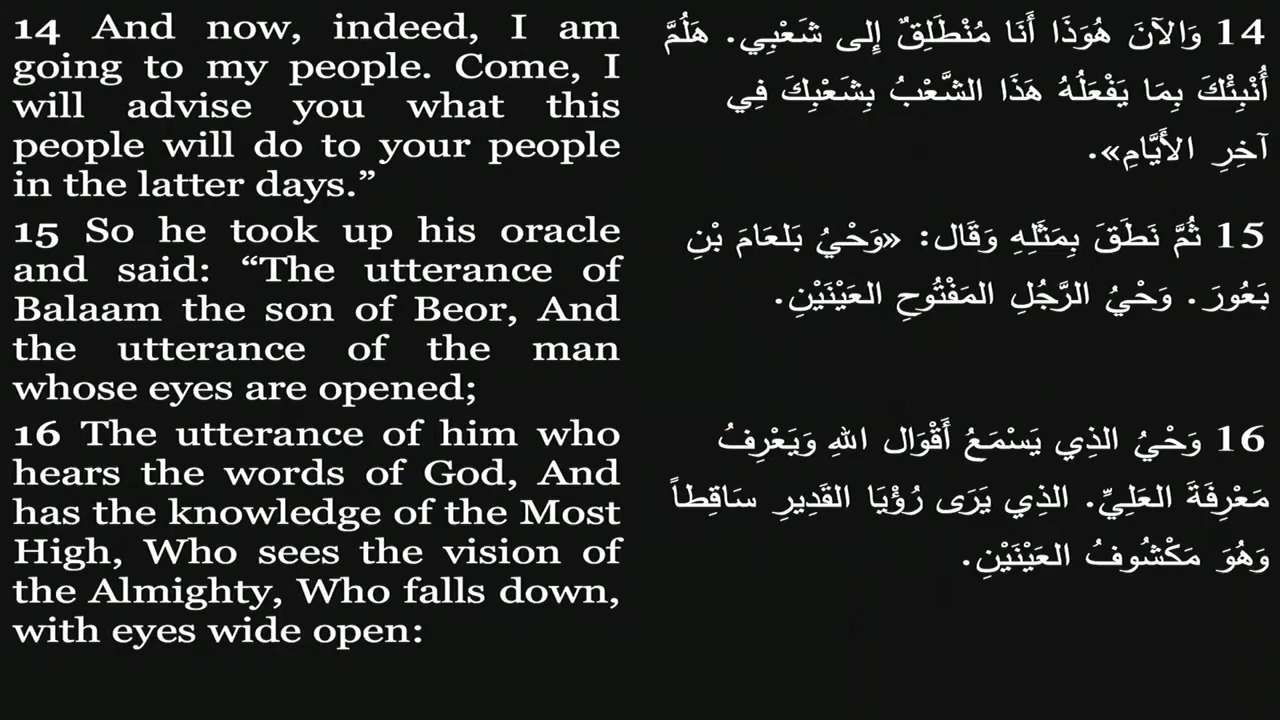 14 And now, indeed, I am
going to my people. Come, I
will advise you what this
people will do to your people
in the latter days.”
15 So he took up his oracle
and said: “The utterance of
Balaam the son of Beor, And
the utterance of the man
whose eyes are opened;
16 The utterance of him who
hears the words of God, And
has the knowledge of the Most
High, Who sees the vision of
the Almighty, Who falls down,
with eyes wide open:
14 وَالآنَ هُوَذَا أَنَا مُنْطَلِقٌ إِلى شَعْبِي. هَلُمَّ
أُنْبِئْكَ بِمَا يَفْعَلُهُ هَذَا الشَّعْبُ بِشَعْبِكَ فِي
آخِرِ الأَيَّامِ».
15 ثُمَّ نَطَقَ بِمَثَلِهِ وَقَال: «وَحْيُ بَلعَامَ بْنِ
بَعُورَ. وَحْيُ الرَّجُلِ المَفْتُوحِ العَيْنَيْنِ.
16 وَحْيُ الذِي يَسْمَعُ أَقْوَال اللهِ وَيَعْرِفُ
مَعْرِفَةَ العَلِيِّ. الذِي يَرَى رُؤْيَا القَدِيرِ سَاقِطاً
وَهُوَ مَكْشُوفُ العَيْنَيْنِ.